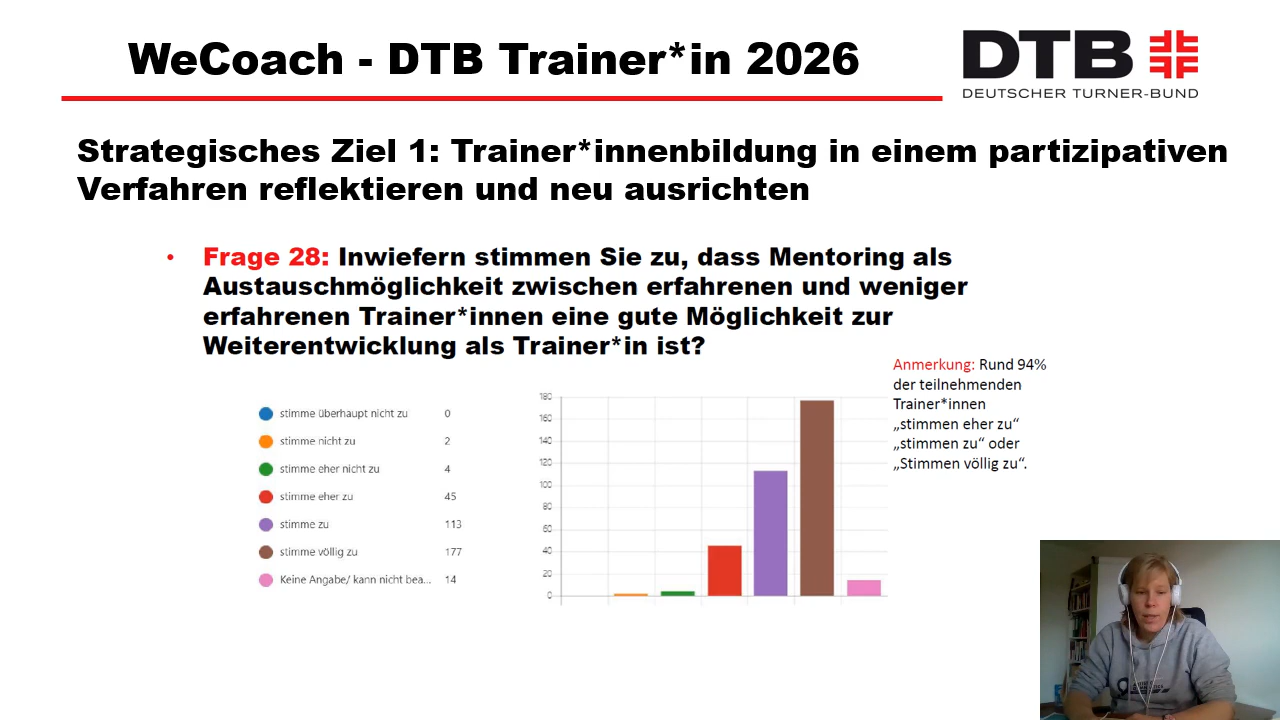 WeCoach - DTB Trainer*in 2026
DTB
DEUTSCHER TURNER-BUND
Strategisches Ziel 1: Trainer*innenbildung in einem partizipativen
Verfahren reflektieren und neu ausrichten
• Frage 28: Inwiefern stimmen Sie zu, dass Mentoring als
Austauschmöglichkeit zwischen erfahrenen und weniger
erfahrenen Trainer*innen eine gute Möglichkeit zur
Weiterentwicklung als Trainer*in ist?
Anmerkung: Rund 94%
der teilnehmenden
Trainer*innen
„stimmen eher zu“
„stimmen zu“ oder
„Stimmen völlig zu“.
stimme überhaupt nicht zu 0
stimme nicht zu 2
stimme eher nicht zu 4
stimme eher zu 45
stimme zu 113
stimme völlig zu 177
Keine Angabe/ kann nicht bea... 14
180
160
140
120
100
80
60
40
20
0